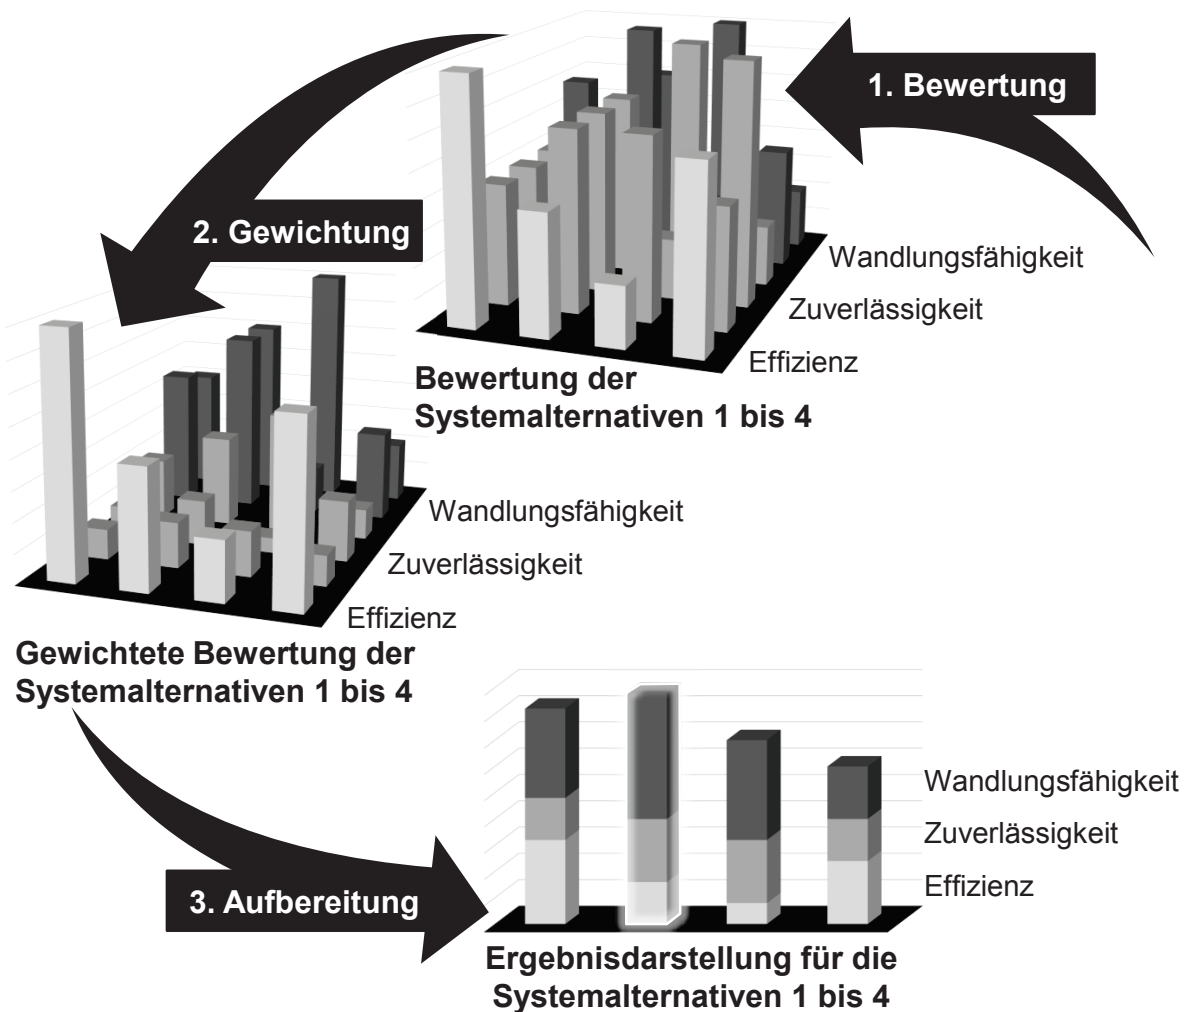 1. Bewertung
2. Gewichtung
Wandlungsfähigkeit
Zuverlässigkeit
Effizienz
Bewertung der
Systemalternativen 1 bis 4
Wandlungsfähigkeit
Zuverlässigkeit
Effizienz
Gewichtete Bewertung der
Systemalternativen 1 bis 4
3. Aufbereitung
Wandlungsfähigkeit
Zuverlässigkeit
Effizienz
Ergebnisdarstellung für die
Systemalternativen 1 bis 4